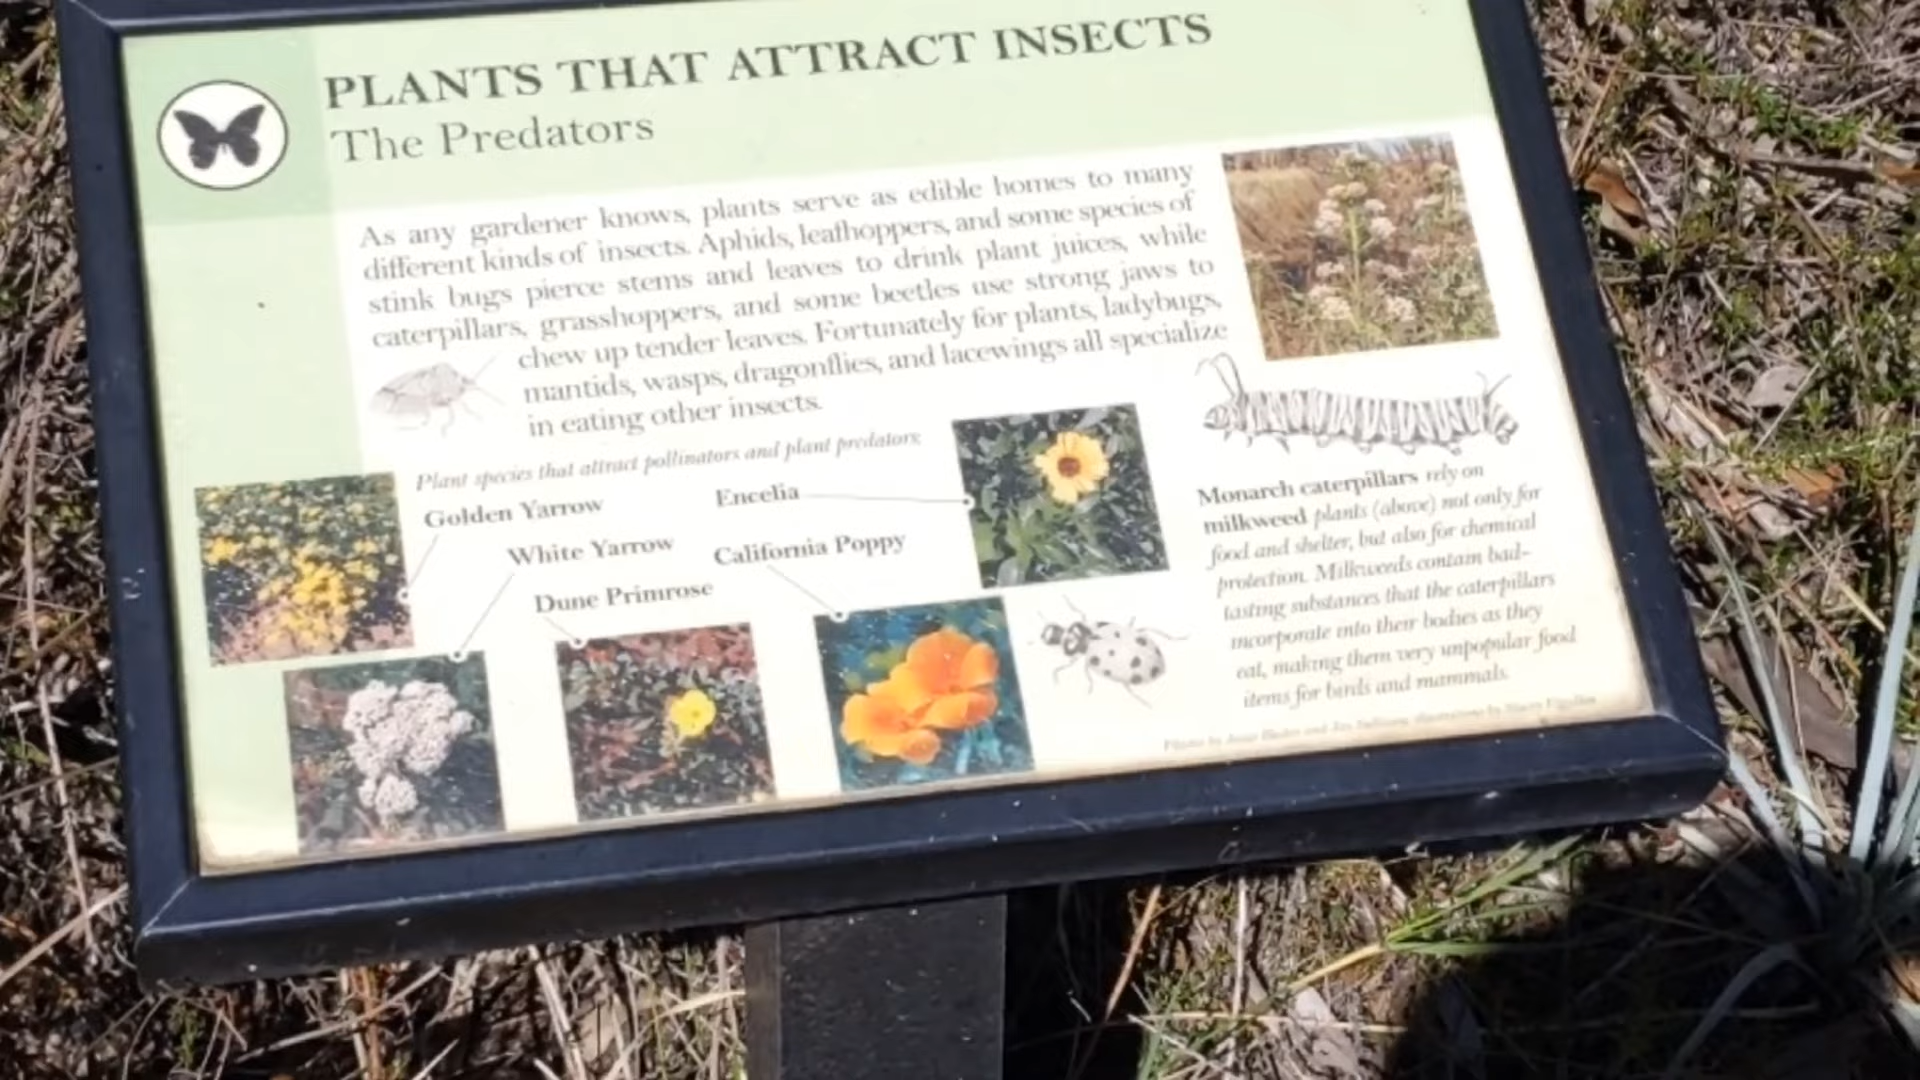 PLANTS THAT ATTRACT INSECTS
The Predators
As any gardener knows, plants serve as edible homes to many
different kinds of insects. Aphids, leafhoppers, and some species of
stink bugs pierce stems and leaves to drink plant juices, while
caterpillars, grasshoppers, and some beetles use strong jaws to
chew up tender leaves. Fortunately for plants, ladybugs,
mantids, wasps, dragonflies, and lacewings all specialize
in eating other insects.
Plant species that attract pollinators and plant predators:
Golden Yarrow
White Yarrow
Dune Primrose
Encelia
California Poppy
Monarch caterpillars rely on
milkweed plants (above) not only for
food and shelter, but also for chemical
protection. Milkweeds contain bad-
tasting substances that the caterpillars
incorporate into their bodies as they
eat, making them very unpopular food
items for birds and mammals.